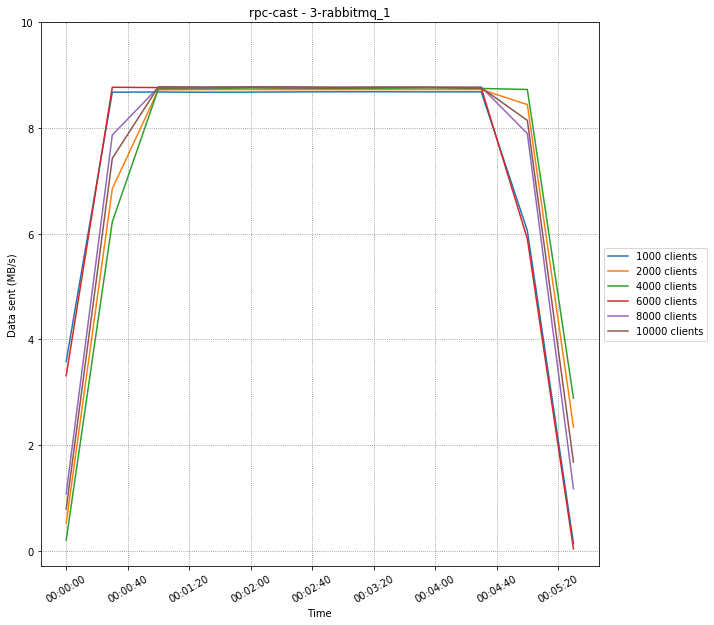 rpc-cast - 3-rabbitmq_1
10
8
6
4
2
0
Data sent (MB/s)
00:00:00
00:00:40
00:01:20
00:02:00
00:02:40
00:03:20
00:04:00
00:04:40
00:05:20
Time
1000 clients
2000 clients
4000 clients
6000 clients
8000 clients
10000 clients